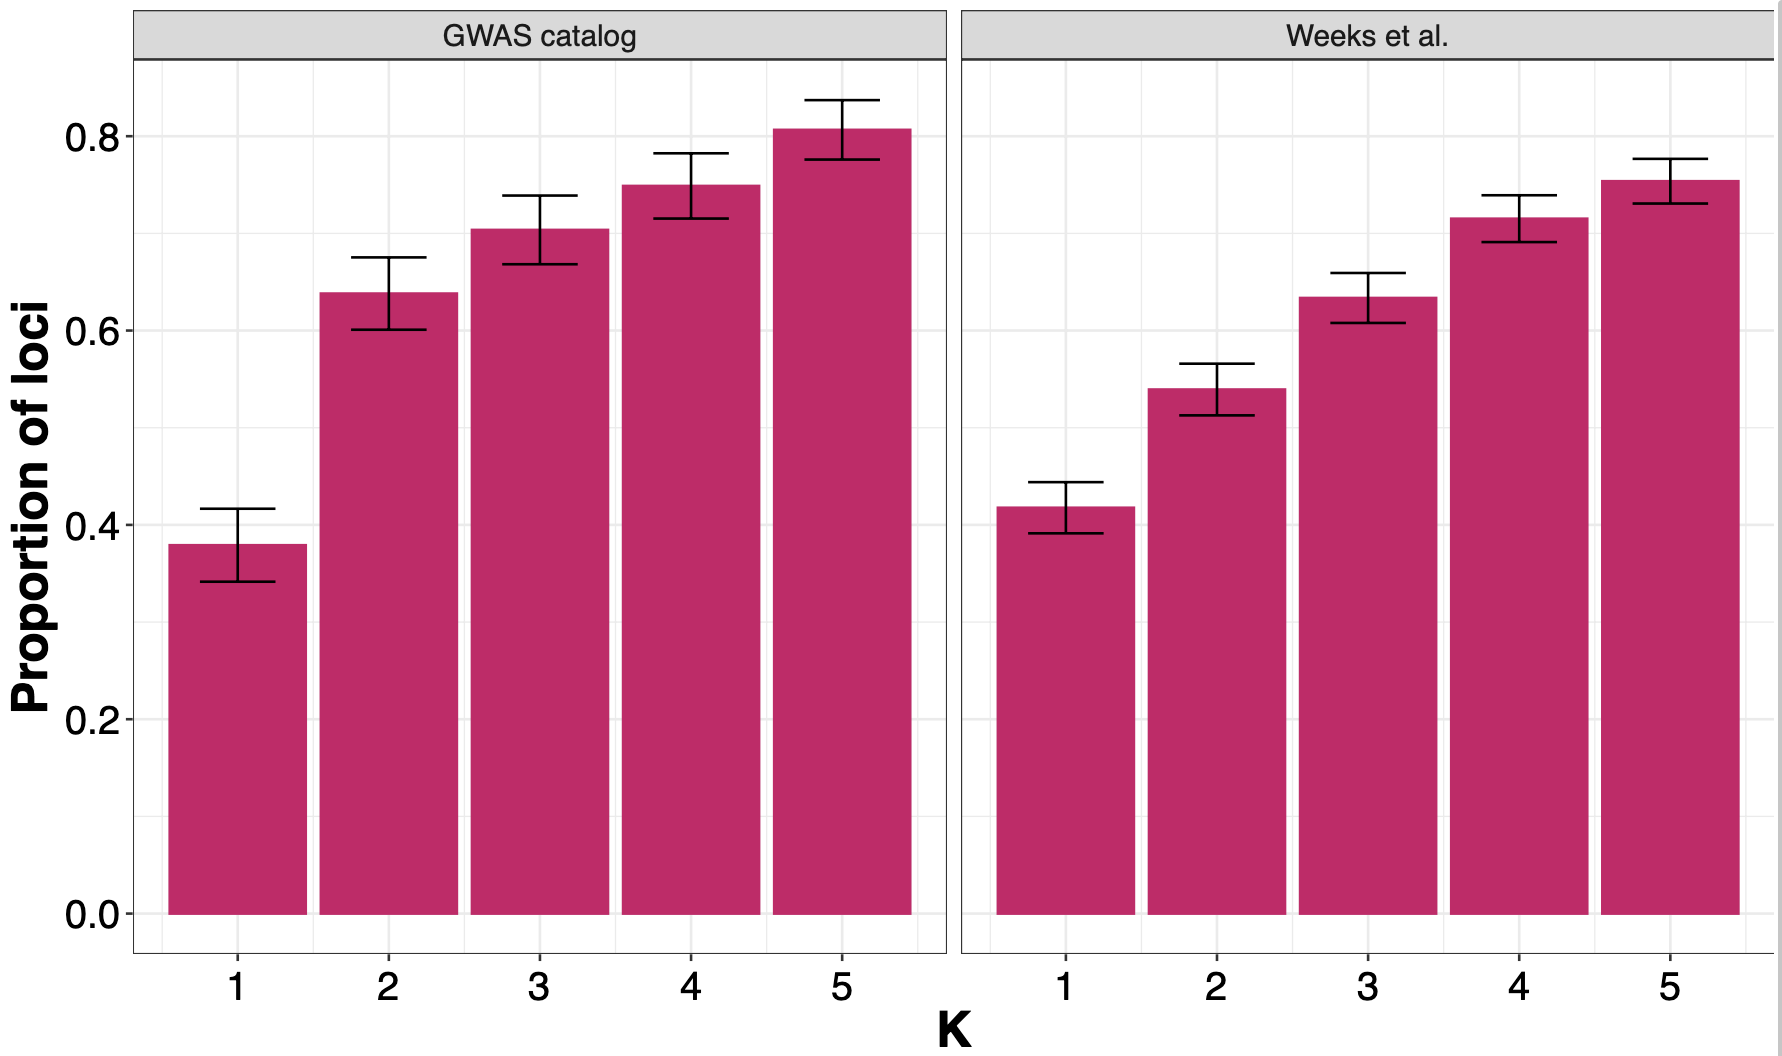 GWAS catalog
Weeks et al.
Proportion of loci
0.8
0.6
0.4
0.2
0.0
1 2 3 4 5
1 2 3 4 5
K